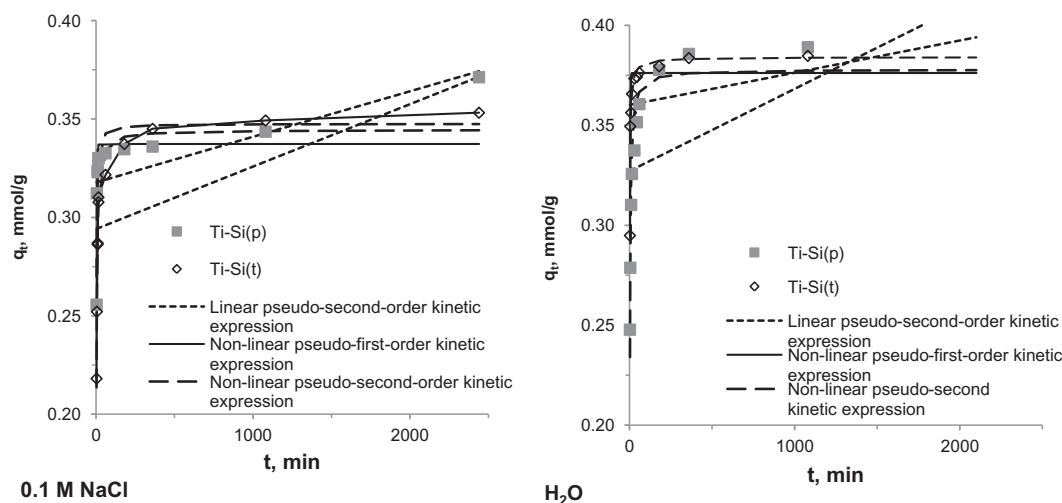 0.40
0.35
0.30
0.25
0.20
qt, mmol/g
Ti-Si(p)
Ti-Si(t)
Linear pseudo-second-order kinetic
expression
Non-linear pseudo-first-order kinetic
expression
Non-linear pseudo-second-order kinetic
expression
0
1000
2000
t, min
0.1 M NaCl
0.40
0.35
0.30
0.25
0.20
qt, mmol/g
Ti-Si(p)
Ti-Si(t)
Linear pseudo-second-order kinetic
expression
Non-linear pseudo-first-order kinetic
expression
Non-linear pseudo-second
kinetic expression
0
1000
2000
t, min
H₂O